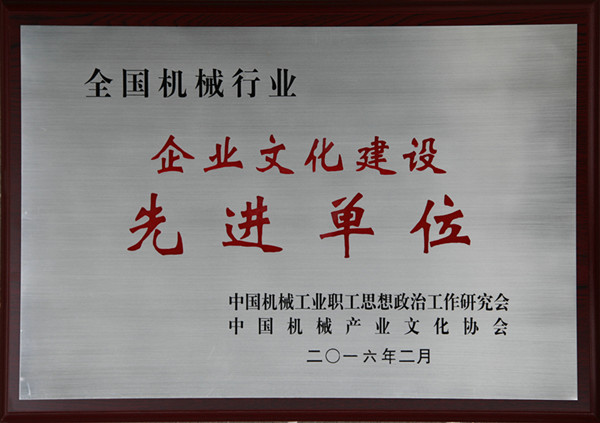 全国机械行业
企业文化建设
先进单位
中国机械工业职工思想政治工作研究会
中国机械产业文化协会
二〇一六年二月